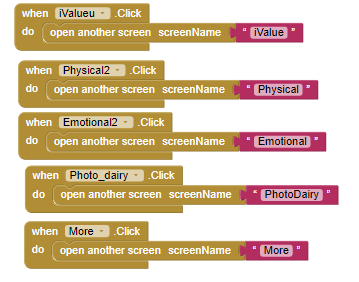 when iValueu .Click
do open another screen screenName " iValue "
when Physical2 .Click
do open another screen screenName " Physical "
when Emotional2 .Click
do open another screen screenName " Emotional "
when Photo_dairy .Click
do open another screen screenName " PhotoDairy "
when More .Click
do open another screen screenName " More "